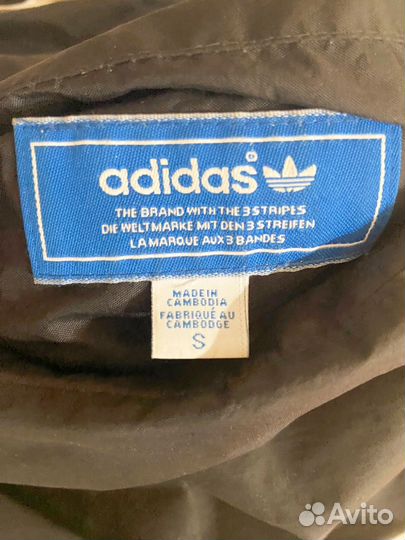 adidas
THE BRAND WITH THE 3 STRIPES
DIE WELTMARKE MIT DEN 3 STREIFEN
LA MARQUE AUX 3 BANDES
MADE IN
CAMBODIA
FABRIQUÉ AU
CAMBODGE
S
Avito